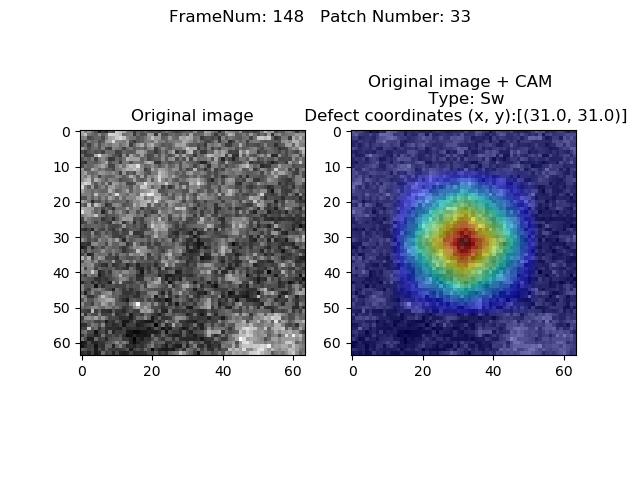 FrameNum: 148   Patch Number: 33
Original image
0
10
20
30
40
50
60
0 20 40 60
Original image + CAM
Type: Sw
Defect coordinates (x, y):[(31.0, 31.0)]
0
10
20
30
40
50
60
0 20 40 60